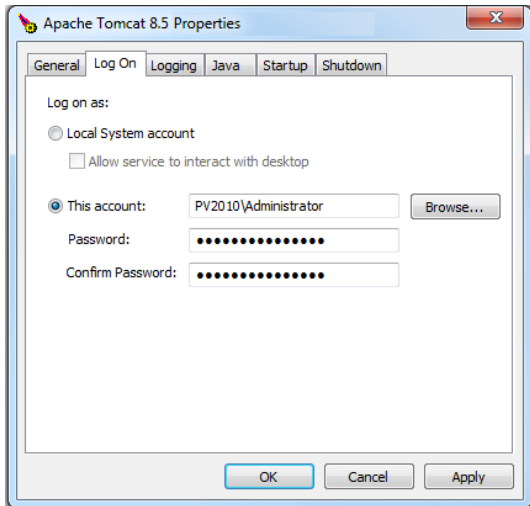 Apache Tomcat 8.5 Properties
General Log On Logging Java Startup Shutdown
Log on as:
Local System account
Allow service to interact with desktop
This account: PV2010\Administrator Browse...
Password: ●●●●●●●●●●●●●●●
Confirm Password: ●●●●●●●●●●●●●●●
OK Cancel Apply